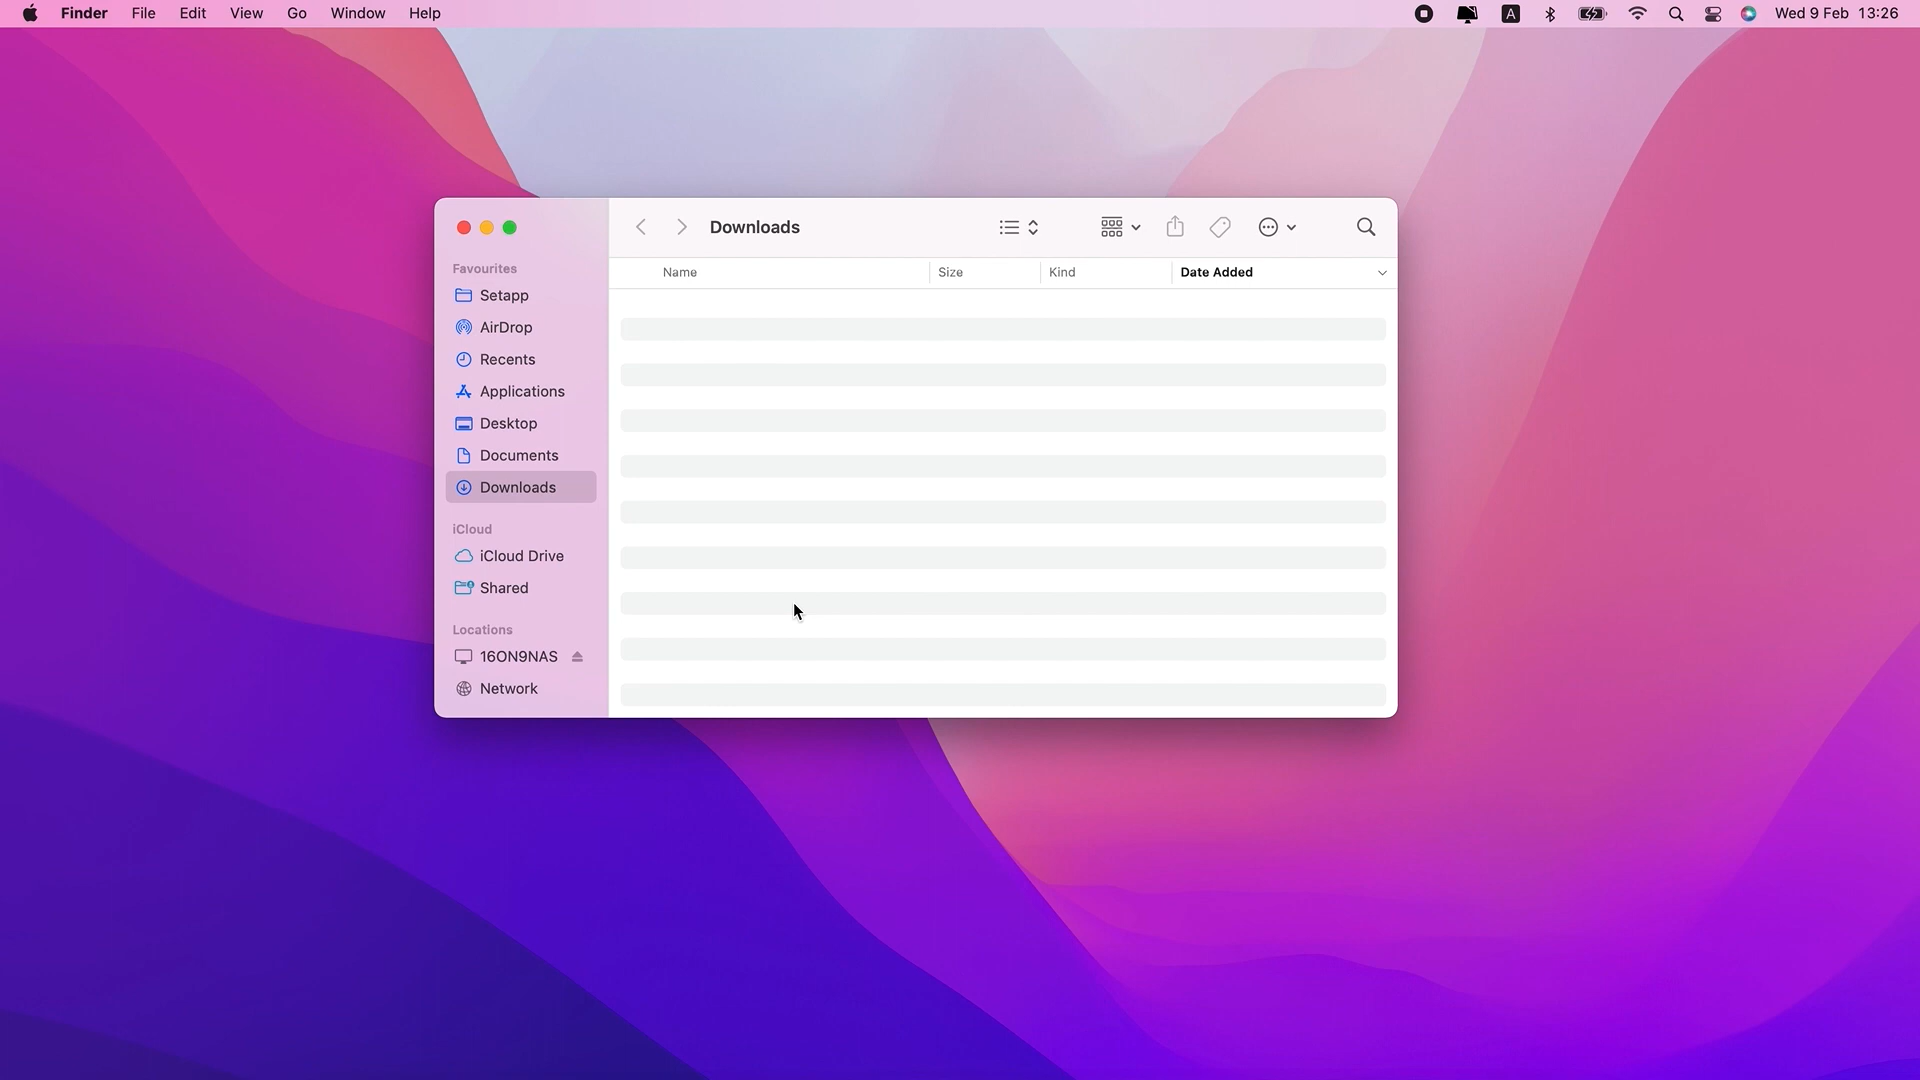 Finder File Edit View Go Window Help A Wed 9 Feb 13:26
Downloads
Name Size Kind Date Added
Favourites
Setapp
AirDrop
Recents
Applications
Desktop
Documents
Downloads
iCloud
iCloud Drive
Shared
Locations
16ON9NAS
Network